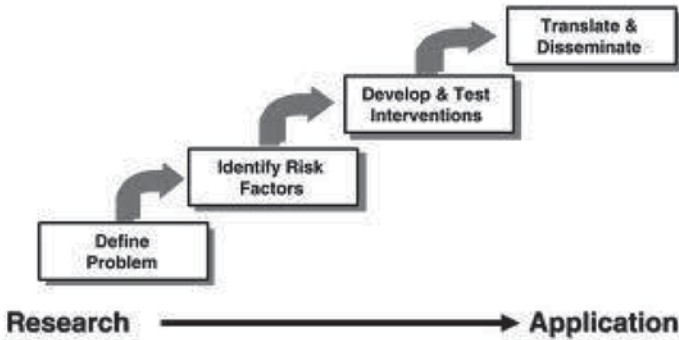 Translate &
Disseminate
Develop & Test
Interventions
Identify Risk
Factors
Define
Problem
Research
Application